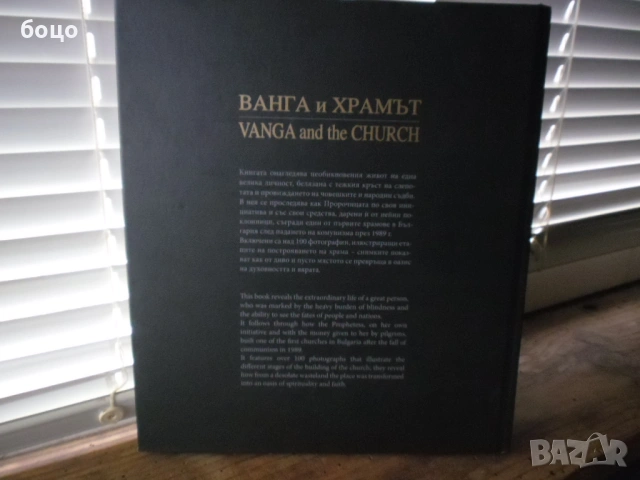 боцо
ВАНГА и ХРАМЪТ
VANGA and the CHURCH
Книгата проследява необикновения живот на една
велика личност, белязана с тежкия кръст на слепо-
тата и прозеждането на човешките и народни съдби.
В нея се проследява как Пророчицата по своя ини-
циатива и със свои средства, дарени и от нейни по-
клонници, съгради един от първите храмове в Бъл-
гария след падането на комунизма през 1989 г.
Включени са над 100 фотографии, илюстриращи ета-
пите на построяването на храма – снимките показ-
ват как от диво и пусто мястото се превръща в оазис
на духовността и вярата.
This book reveals the extraordinary life of a great person,
who was marked by the heavy burden of blindness and
the ability to see the fates of people and nations.
It follows through how the Prophetess, on her own
initiative and with the money given to her by pilgrims,
built one of the first churches in Bulgaria after the fall of
communism in 1989.
It features over 100 photographs that illustrate the
different stages of the building of the church, they reveal
how from a desolate wasteland the place was transformed
into an oasis of spirituality and faith.
BAZAR